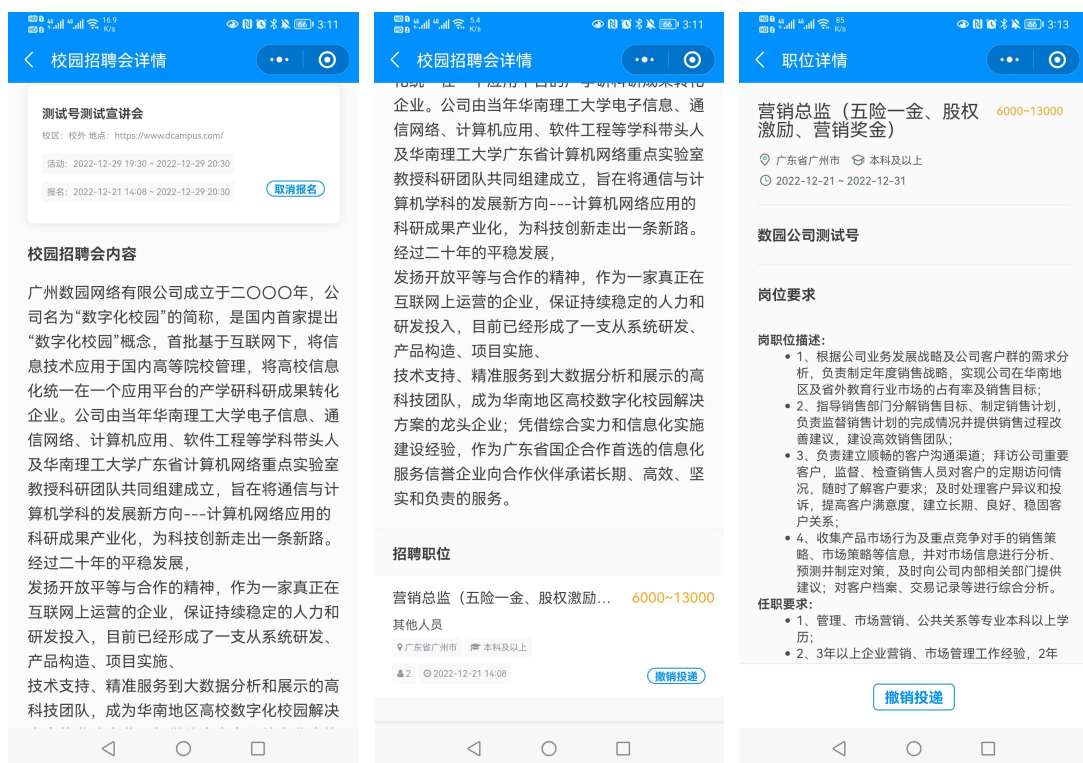 16.9 K/s 66 3:11
校园招聘会详情
测试号测试宣讲会
校区：校外 地点：https://www.dcampus.com/
活动：2022-12-29 19:30 ~ 2022-12-29 20:30
报名：2022-12-21 14:08 ~ 2022-12-29 20:30
取消报名
校园招聘会内容
广州数园网络有限公司成立于二〇〇〇年，公
司名为“数字化校园”的简称，是国内首家提出
“数字化校园”概念，首批基于互联网下，将信
息技术应用于国内高等院校管理，将高校信息
化统一在一个应用平台的产学研科研成果转化
企业。公司由当年华南理工大学电子信息、通
信网络、计算机应用、软件工程等学科带头人
及华南理工大学广东省计算机网络重点实验室
教授科研团队共同组建成立，旨在将通信与计
算机学科的发展新方向---计算机网络应用的
科研成果产业化，为科技创新走出一条新路。
经过二十年的平稳发展，
发扬开放平等与合作的精神，作为一家真正在
互联网上运营的企业，保证持续稳定的人力和
研发投入，目前已经形成了一支从系统研发、
产品构造、项目实施、
技术支持、精准服务到大数据分析和展示的高
科技团队，成为华南地区高校数字化校园解决
5.4 K/s 66 3:11
校园招聘会详情
化统一在一个应用平台的产学研科研成果转化
企业。公司由当年华南理工大学电子信息、通
信网络、计算机应用、软件工程等学科带头人
及华南理工大学广东省计算机网络重点实验室
教授科研团队共同组建成立，旨在将通信与计
算机学科的发展新方向---计算机网络应用的
科研成果产业化，为科技创新走出一条新路。
经过二十年的平稳发展，
发扬开放平等与合作的精神，作为一家真正在
互联网上运营的企业，保证持续稳定的人力和
研发投入，目前已经形成了一支从系统研发、
产品构造、项目实施、
技术支持、精准服务到大数据分析和展示的高
科技团队，成为华南地区高校数字化校园解决
方案的龙头企业；凭借综合实力和信息化实施
建设经验，作为广东省国企合作首选的信息化
服务信誉企业向合作伙伴承诺长期、高效、坚
实和负责的服务。
招聘职位
营销总监（五险一金、股权激励... 6000~13000
其他人员
广东省广州市 本科及以上
2 2022-12-21 14:08
撤销投递
85 K/s 66 3:13
职位详情
营销总监（五险一金、股权 6000~13000
激励、营销奖金）
广东省广州市 本科及以上
2022-12-21 ~ 2022-12-31
数园公司测试号
岗位要求
岗职位描述：
• 1、根据公司业务发展战略及公司客户群的需求分
析，负责制定年度销售战略，实现公司在华南地
区及省外教育行业市场的占有率及销售目标；
• 2、指导销售部门分解销售目标、制定销售计划，
负责监督销售计划的完成情况并提供销售过程改
善建议，建设高效销售团队；
• 3、负责建立顺畅的客户沟通渠道；拜访公司重要
客户，监督、检查销售人员对客户的定期访问情
况，随时了解客户要求；及时处理客户异议和投
诉，提高客户满意度，建立长期、良好、稳固客
户关系；
• 4、收集产品市场行为及重点竞争对手的销售策
略、市场策略等信息，并对市场信息进行分析、
预测并制定对策，及时向公司内部相关部门提供
建议；对客户档案、交易记录等进行综合分析。
任职要求：
• 1、管理、市场营销、公共关系等专业本科以上学
历；
• 2、3年以上企业营销、市场管理工作经验，2年
撤销投递